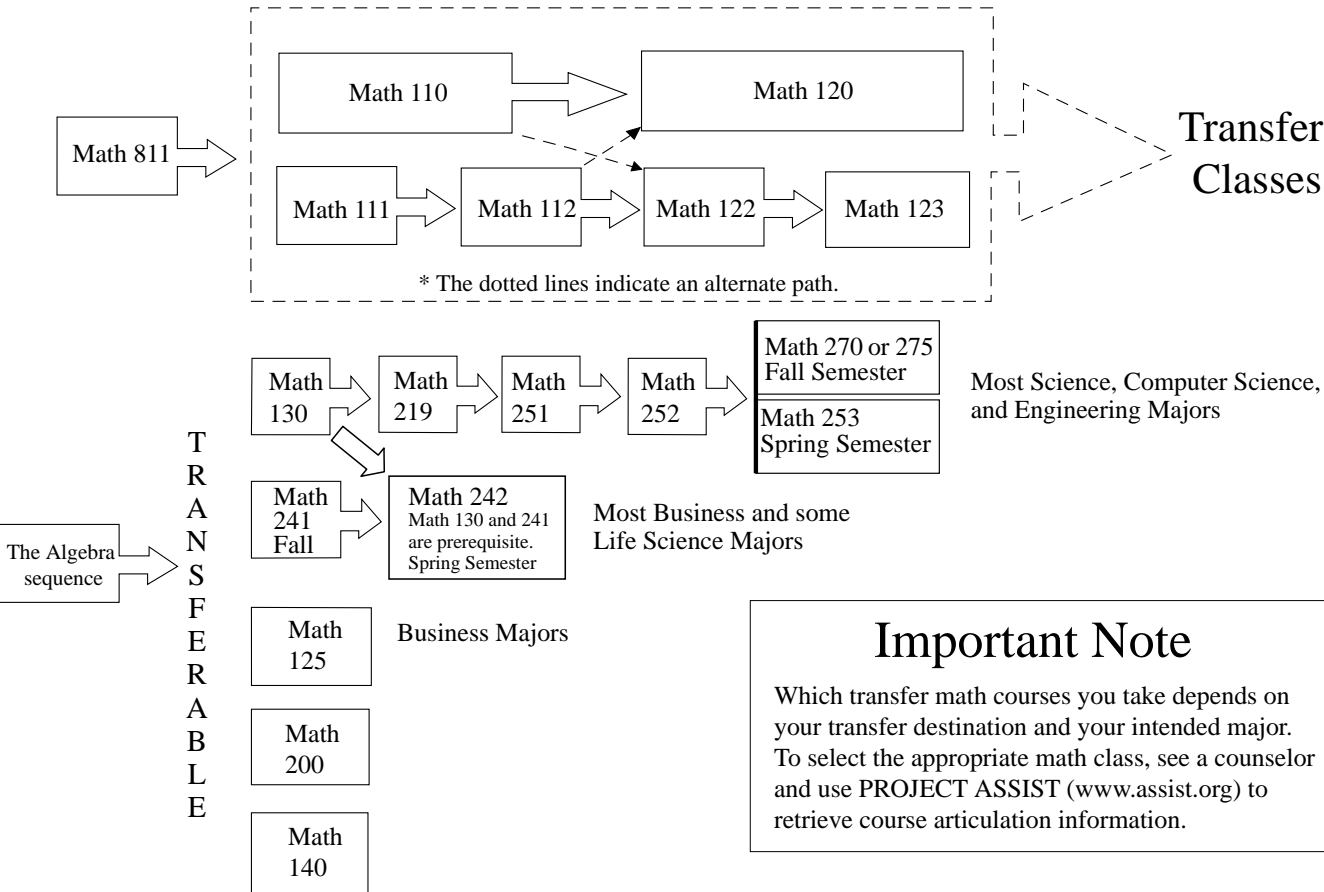 Math 110
Math 120
Math 811
Transfer
Classes
Math 111
Math 112
Math 122
Math 123
* The dotted lines indicate an alternate path.
Math
130
Math
219
Math
251
Math
252
Math 270 or 275
Fall Semester
Math 253
Spring Semester
Most Science, Computer Science,
and Engineering Majors
The Algebra
sequence
T
R
A
N
S
F
E
R
A
B
L
E
Math
241
Fall
Math 242
Math 130 and 241
are prerequisite.
Spring Semester
Most Business and some
Life Science Majors
Math
125
Business Majors
Math
200
Math
140
Important Note
Which transfer math courses you take depends on
your transfer destination and your intended major.
To select the appropriate math class, see a counselor
and use PROJECT ASSIST (www.assist.org) to
retrieve course articulation information.